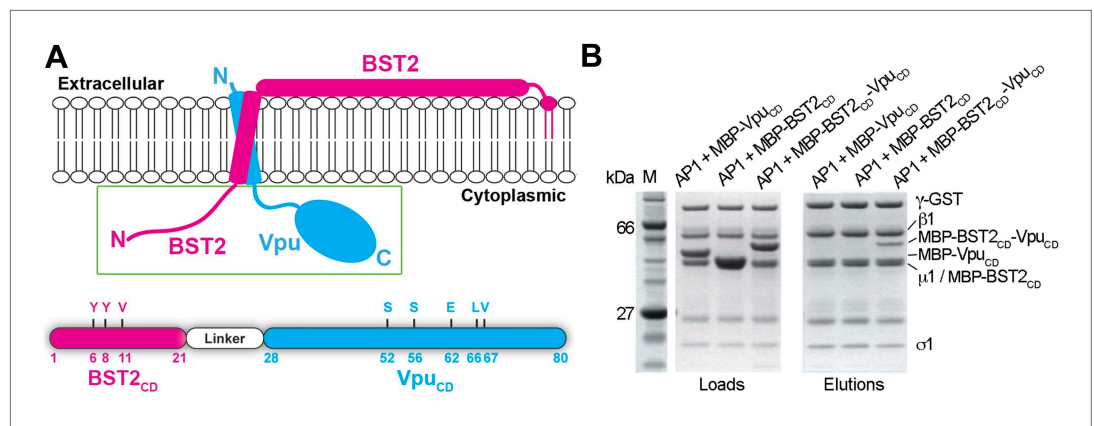 A
Extracellular
N
BST2
Cytoplasmic
N
BST2
Vpu
C
Y Y V
S S E LV
Linker
1 6 8 11 21 28 52 56 62 66 67 80
BST2CD
VpuCD
B
AP1 + MBP-VpuCD
AP1 + MBP-BST2CD
AP1 + MBP-BST2CD-VpuCD
AP1 + MBP-VpuCD
AP1 + MBP-BST2CD
AP1 + MBP-BST2CD-VpuCD
kDa M
66
27
γ-GST
β1
MBP-BST2CD-VpuCD
MBP-VpuCD
μ1 / MBP-BST2CD
σ1
Loads
Elutions